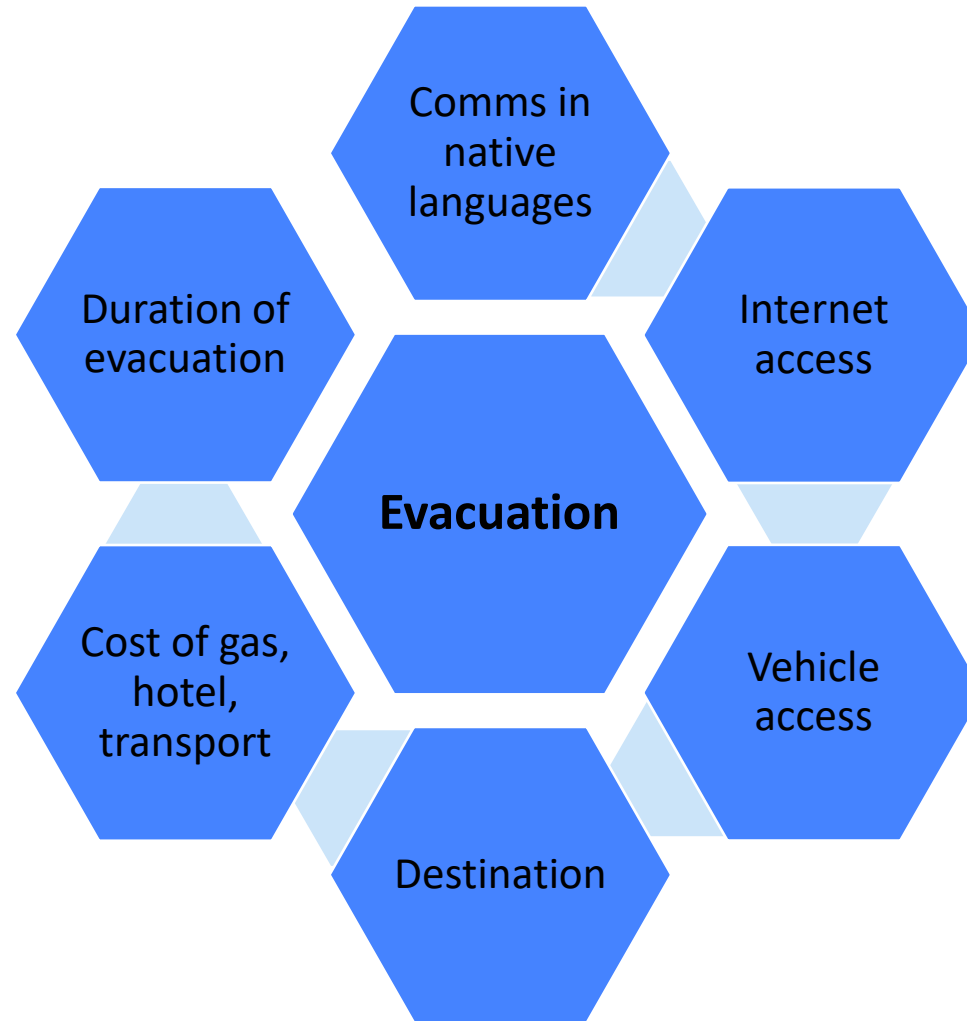 Comms in
native
languages
Internet
access
Vehicle
access
Destination
Cost of gas,
hotel,
transport
Duration of
evacuation
Evacuation